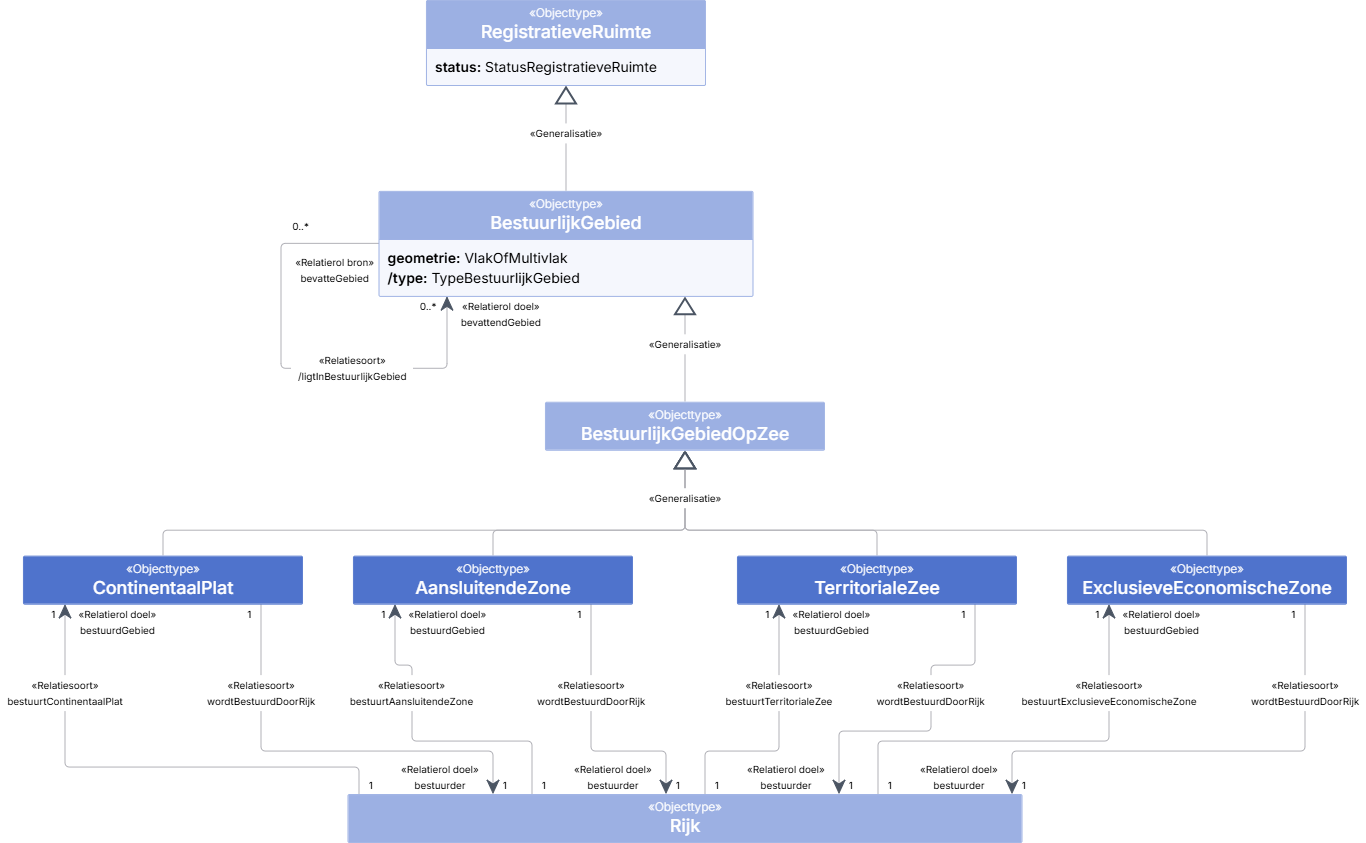 «Objecttype»
RegistratieveRuimte
status: StatusRegistratieveRuimte
«Generalisatie»
«Objecttype»
BestuurlijkGebied
geometrie: VlakOfMultivlak
/type: TypeBestuurlijkGebied
0..*
«Relatierol bron»
bevatteGebied
0..*
«Relatierol doel»
bevattendGebied
«Relatiesoort»
/ligtInBestuurlijkGebied
«Generalisatie»
«Objecttype»
BestuurlijkGebiedOpZee
«Generalisatie»
«Objecttype»
ContinentaalPlat
«Objecttype»
AansluitendeZone
«Objecttype»
TerritorialeZee
«Objecttype»
ExclusieveEconomischeZone
1 «Relatierol doel» 1
bestuurdGebied
1 «Relatierol doel» 1
bestuurdGebied
1 «Relatierol doel» 1
bestuurdGebied
1 «Relatierol doel» 1
bestuurdGebied
«Relatiesoort»
bestuurtContinentaalPlat
«Relatiesoort»
wordtBestuurdDoorRijk
«Relatiesoort»
bestuurtAansluitendeZone
«Relatiesoort»
wordtBestuurdDoorRijk
«Relatiesoort»
bestuurtTerritorialeZee
«Relatiesoort»
wordtBestuurdDoorRijk
«Relatiesoort»
bestuurtExclusieveEconomischeZone
«Relatiesoort»
wordtBestuurdDoorRijk
1
«Relatierol doel»
bestuurder 1
1
«Relatierol doel»
bestuurder 1
1
«Relatierol doel»
bestuurder 1
1
«Relatierol doel»
bestuurder 1
«Objecttype»
Rijk